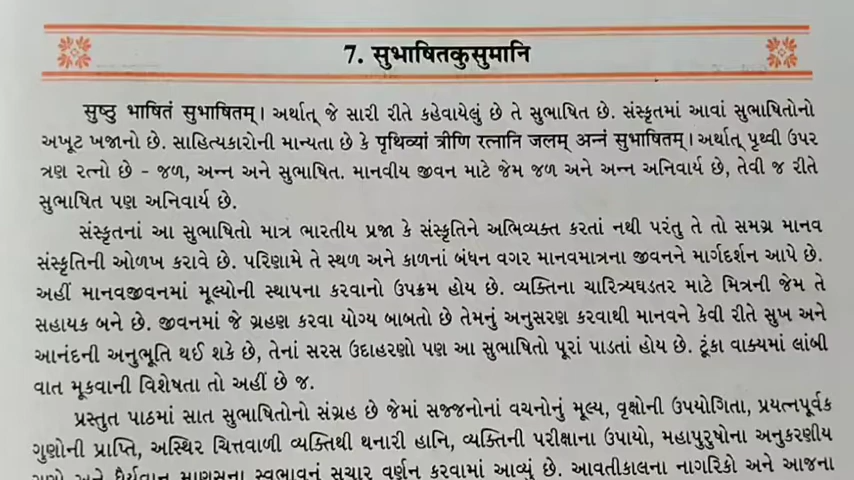 7. સુભાષિતકુસુમાનિ
સુષ્ઠુ ભાષિતં સુભાષિતમ્। અર્થાત્ જે સારી રીતે કહેવાયેલું છે તે સુભાષિત છે. સંસ્કૃતમાં આવાં સુભાષિતોનો
અખૂટ ખજાનો છે. સાહિત્યકારોની માન્યતા છે કે પૃથિવ્યાં ત્રીણિ રત્નાનિ જલમ્ અન્નં સુભાષિતમ્। અર્થાત્ પૃથ્વી ઉપર
ત્રણ રત્નો છે - જળ, અન્ન અને સુભાષિત. માનવીય જીવન માટે જેમ જળ અને અન્ન અનિવાર્ય છે, તેવી જ રીતે
સુભાષિત પણ અનિવાર્ય છે.
સંસ્કૃતનાં આ સુભાષિતો માત્ર ભારતીય પ્રજા કે સંસ્કૃતિને અભિવ્યક્ત કરતાં નથી પરંતુ તે તો સમગ્ર માનવ
સંસ્કૃતિની ઓળખ કરાવે છે. પરિણામે તે સ્થળ અને કાળનાં બંધન વગર માનવમાત્રના જીવનને માર્ગદર્શન આપે છે.
અહીં માનવજીવનમાં મૂલ્યોની સ્થાપના કરવાનો ઉપક્રમ હોય છે. વ્યક્તિના ચારિત્ર્યઘડતર માટે મિત્રની જેમ તે
સહાયક બને છે. જીવનમાં જે ગ્રહણ કરવા યોગ્ય બાબતો છે તેમનું અનુસરણ કરવાથી માનવને કેવી રીતે સુખ અને
આનંદની અનુભૂતિ થઈ શકે છે, તેનાં સરસ ઉદાહરણો પણ આ સુભાષિતો પૂરાં પાડતાં હોય છે. ટૂંકા વાક્યમાં લાંબી
વાત મૂકવાની વિશેષતા તો અહીં છે જ.
પ્રસ્તુત પાઠમાં સાત સુભાષિતોનો સંગ્રહ છે જેમાં સજ્જનોનાં વચનોનું મૂલ્ય, વૃક્ષોની ઉપયોગિતા, પ્રયત્નપૂર્વક
ગુણોની પ્રાપ્તિ, અસ્થિર ચિત્તવાળી વ્યક્તિથી થનારી હાનિ, વ્યક્તિની પરીક્ષાના ઉપાયો, મહાપુરુષોના અનુકરણીય
ગુણો અને ધૈર્યવાન માણસના સ્વભાવનું સુચારુ વર્ણન કરવામાં આવ્યું છે. આવતીકાલના નાગરિકો અને આજના